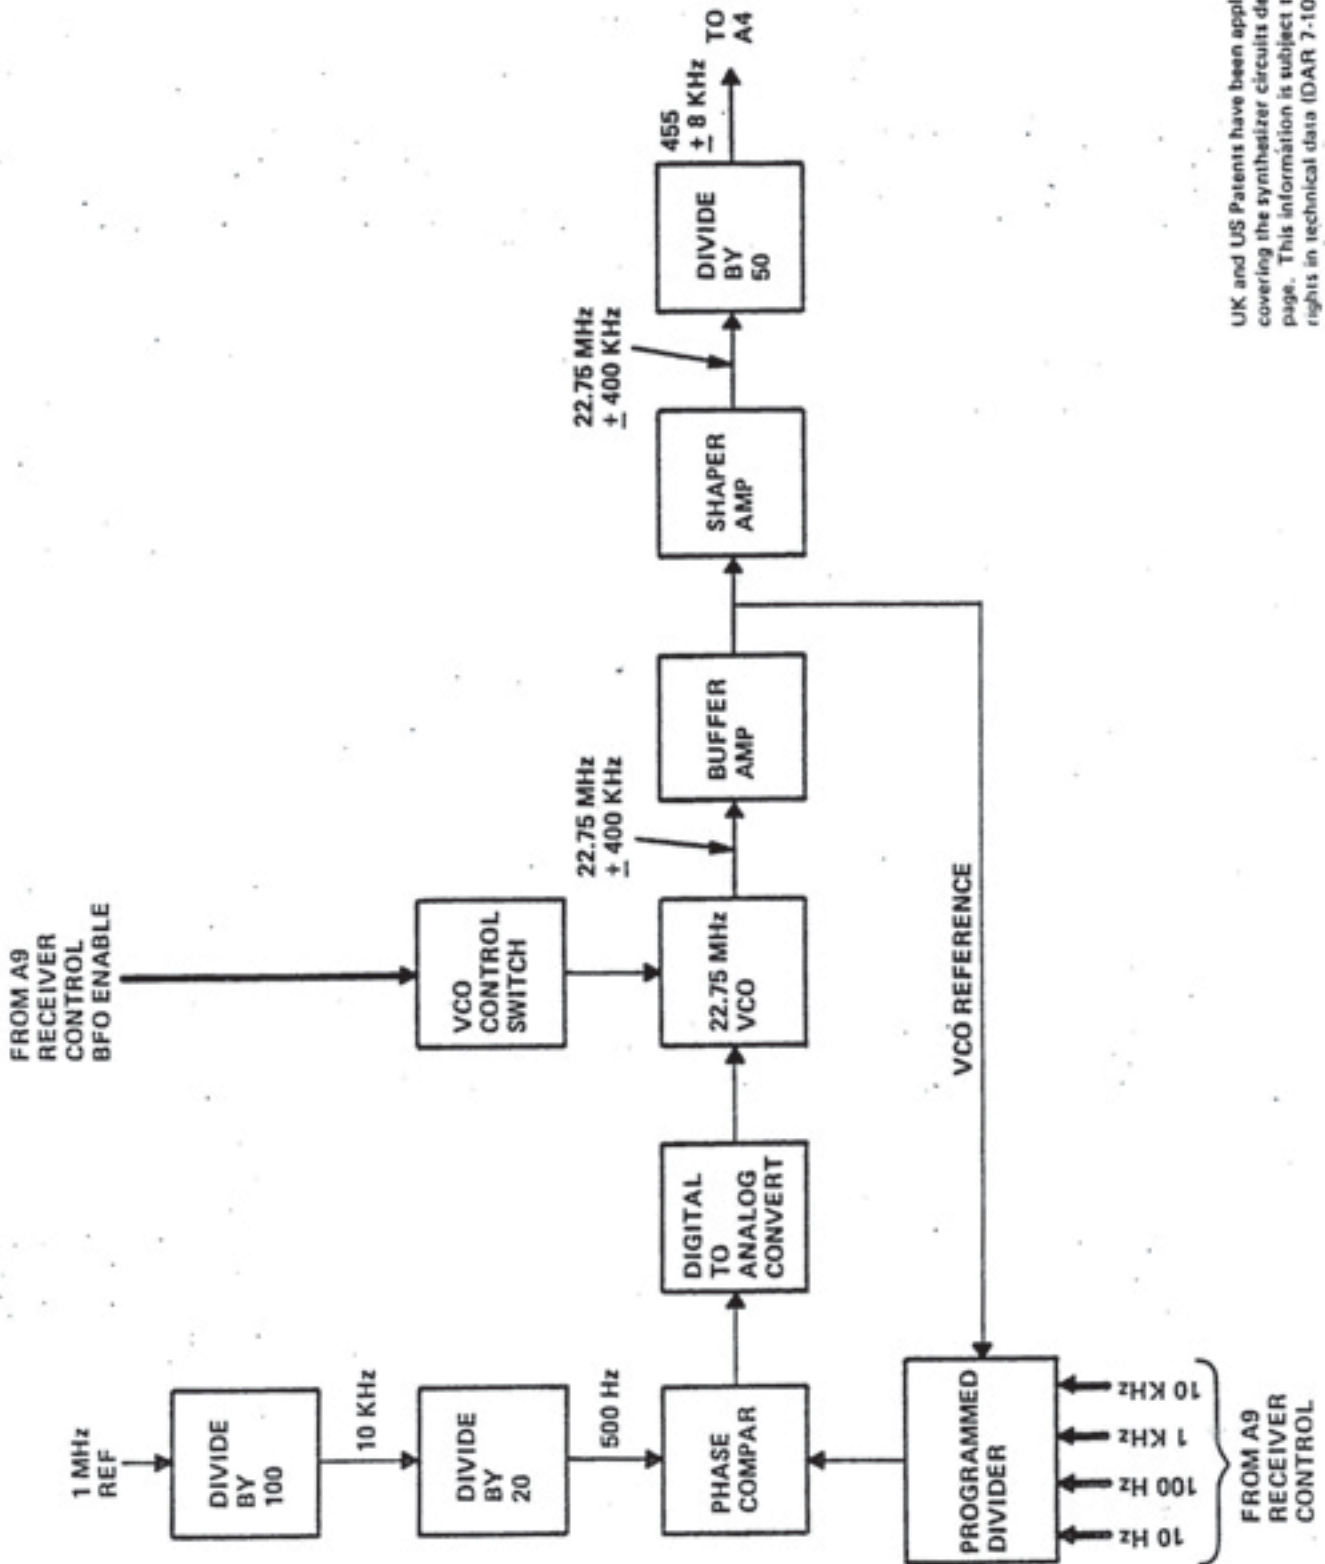 FROM A9
RECEIVER
CONTROL
BFO ENABLE
1 MHz
REF
DIVIDE
BY
100
10 KHz
DIVIDE
BY
20
500 Hz
PHASE
COMPAR
DIGITAL
TO
ANALOG
CONVERT
VCO
CONTROL
SWITCH
22.75 MHz
VCO
22.75 MHz
± 400 KHz
BUFFER
AMP
SHAPER
AMP
22.75 MHz
± 400 KHz
DIVIDE
BY
50
455
± 8 KHz
TO
A4
VCO REFERENCE
PROGRAMMED
DIVIDER
10 Hz
100 Hz
1 KHz
10 KHz
FROM A9
RECEIVER
CONTROL
UK and US Patents have been appl
covering the synthesizer circuits de
page. This information is subject t
rights in technical data (DAR 7-10